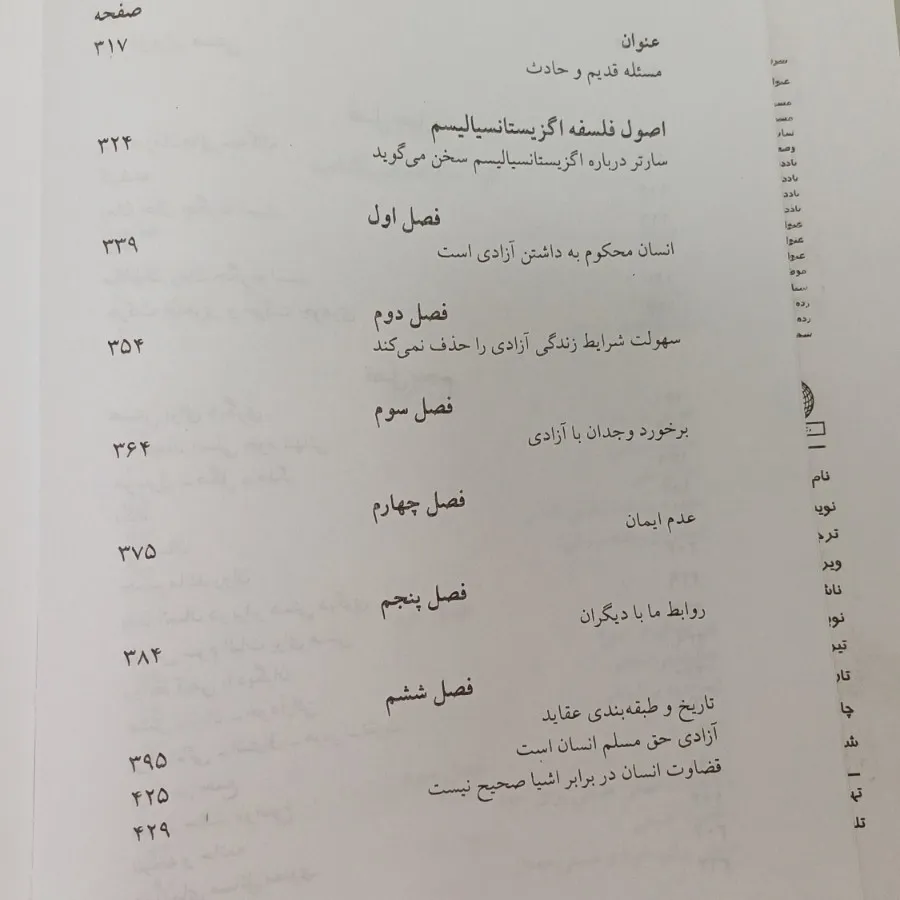 عنوان صفحه
مسئله قدیم و حادث ۳۱۷
اصول فلسفه اگزیستانسیالیسم
سارتر درباره اگزیستانسیالیسم سخن می‌گوید ۳۲۴
فصل اول
انسان محکوم به داشتن آزادی است ۳۳۹
فصل دوم
سهولت شرایط زندگی آزادی را حذف نمی‌کند ۳۵۴
فصل سوم
برخورد وجدان با آزادی ۳۶۴
فصل چهارم
عدم ایمان ۳۷۵
فصل پنجم
روابط ما با دیگران ۳۸۴
فصل ششم
تاریخ و طبقه‌بندی عقاید ۳۹۵
آزادی حق مسلم انسان است ۴۲۵
قضاوت انسان در برابر اشیا صحیح نیست ۴۲۹